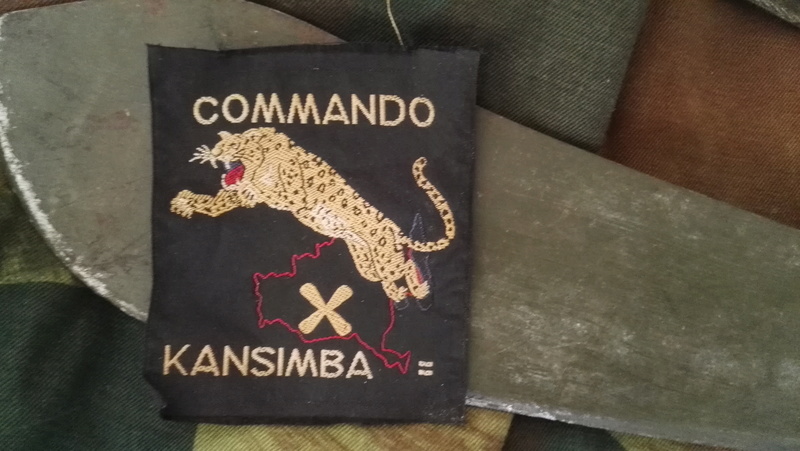 COMMANDO
KANSIMBA =